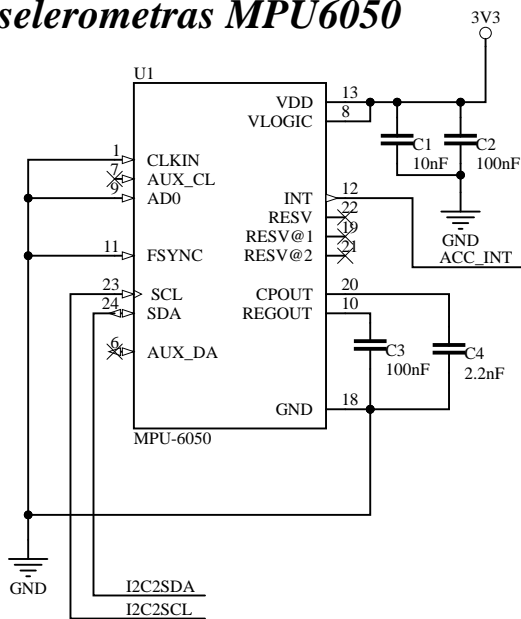 selerometras MPU6050
3V3
U1
VDD 13
VLOGIC 8
C1
10nF
C2
100nF
1 CLKIN
7 AUX_CL
9 AD0
INT 12
RESV 22
RESV@1 19
RESV@2 21
GND
ACC_INT
11 FSYNC
23 SCL
24 SDA
CPOUT 20
REGOUT 10
C3
100nF
C4
2.2nF
6 AUX_DA
GND 18
MPU-6050
GND
I2C2SDA
I2C2SCL